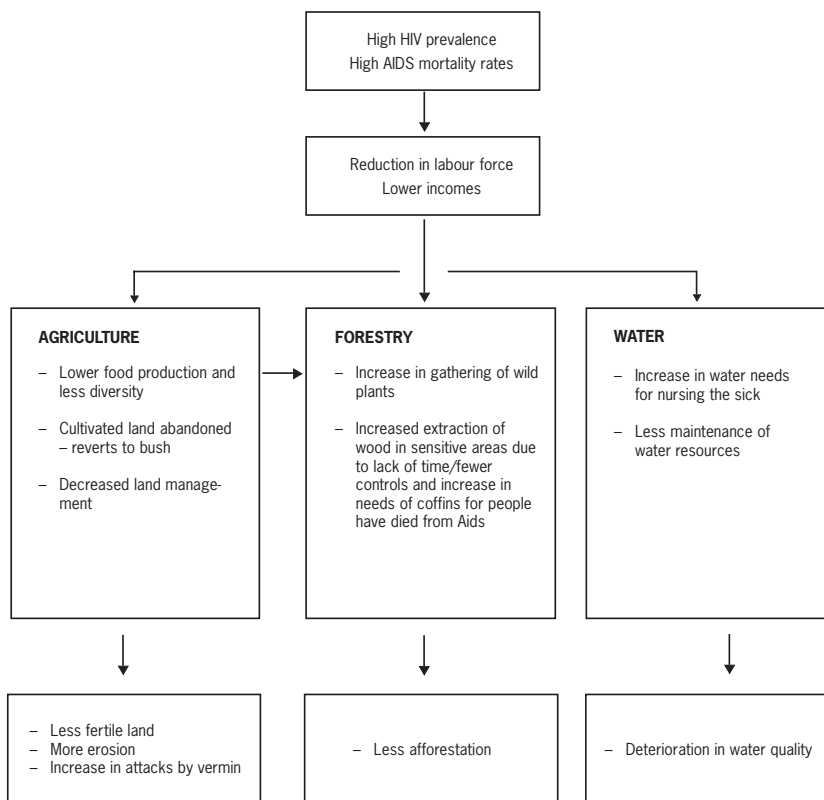 High HIV prevalence
High AIDS mortality rates
Reduction in labour force
Lower incomes
AGRICULTURE
– Lower food production and
less diversity
– Cultivated land abandoned
– reverts to bush
– Decreased land manage-
ment
FORESTRY
– Increase in gathering of wild
plants
– Increased extraction of
wood in sensitive areas due
to lack of time/fewer
controls and increase in
needs of coffins for people
have died from Aids
WATER
– Increase in water needs
for nursing the sick
– Less maintenance of
water resources
– Less fertile land
– More erosion
– Increase in attacks by vermin
– Less afforestation
– Deterioration in water quality